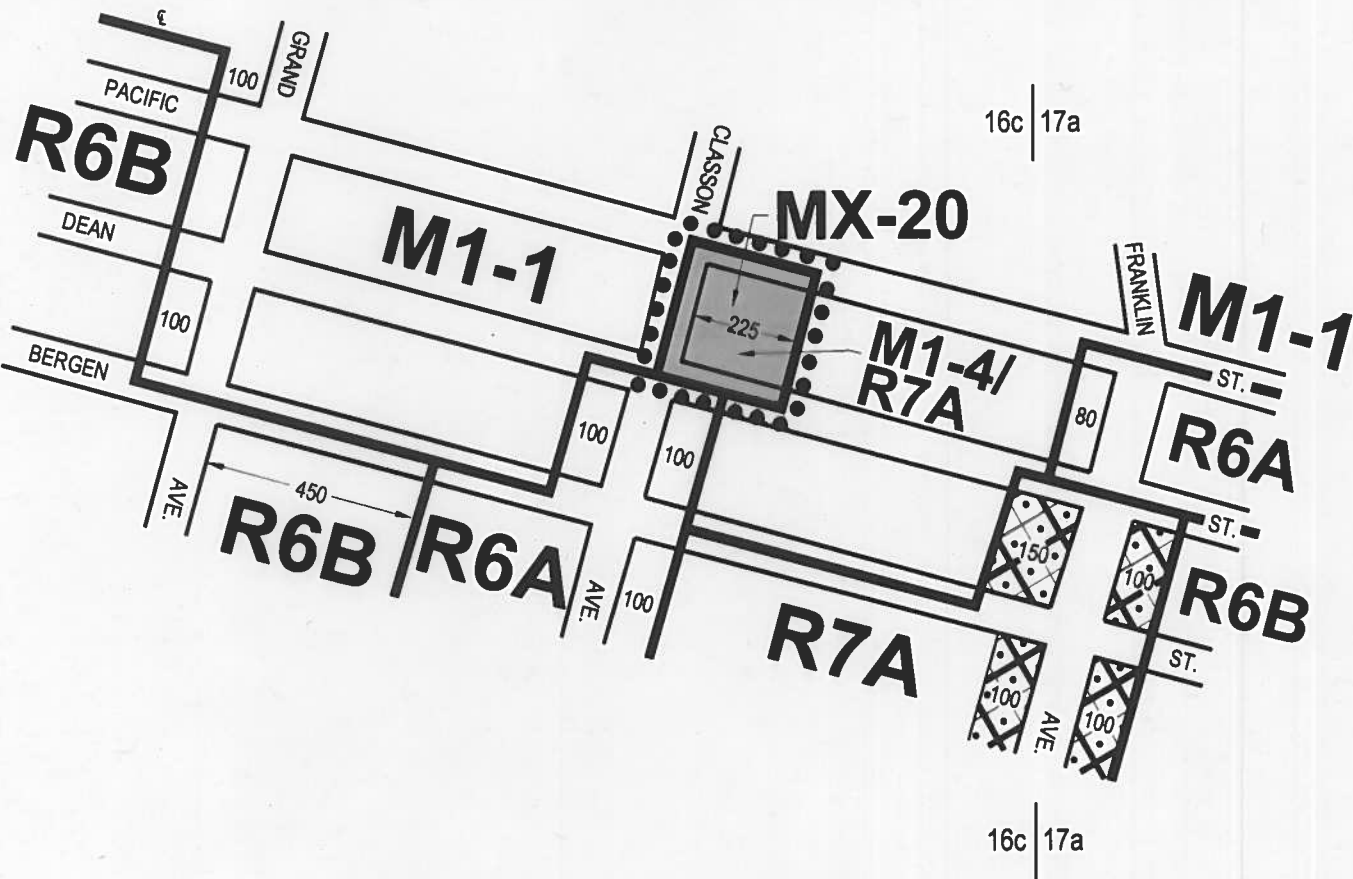 ℄
GRAND
100
PACIFIC
R6B
CLASSON
16c 17a
DEAN
M1-1
MX-20
FRANKLIN
M1-1
100
225
M1-4/
R7A
BERGEN
ST.
80
100
100
R6A
AVE.
450
R6B
R6A
ST.
150
100
R6B
AVE.
100
R7A
ST.
100
AVE.
100
16c 17a